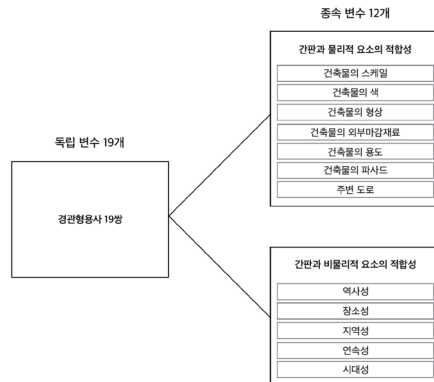 종속 변수 12개
간판과 물리적 요소의 적합성
건축물의 스케일
건축물의 색
건축물의 형상
건축물의 외부마감재료
건축물의 용도
건축물의 파사드
주변 도로
독립 변수 19개
경관형용사 19쌍
간판과 비물리적 요소의 적합성
역사성
장소성
지역성
연속성
시대성